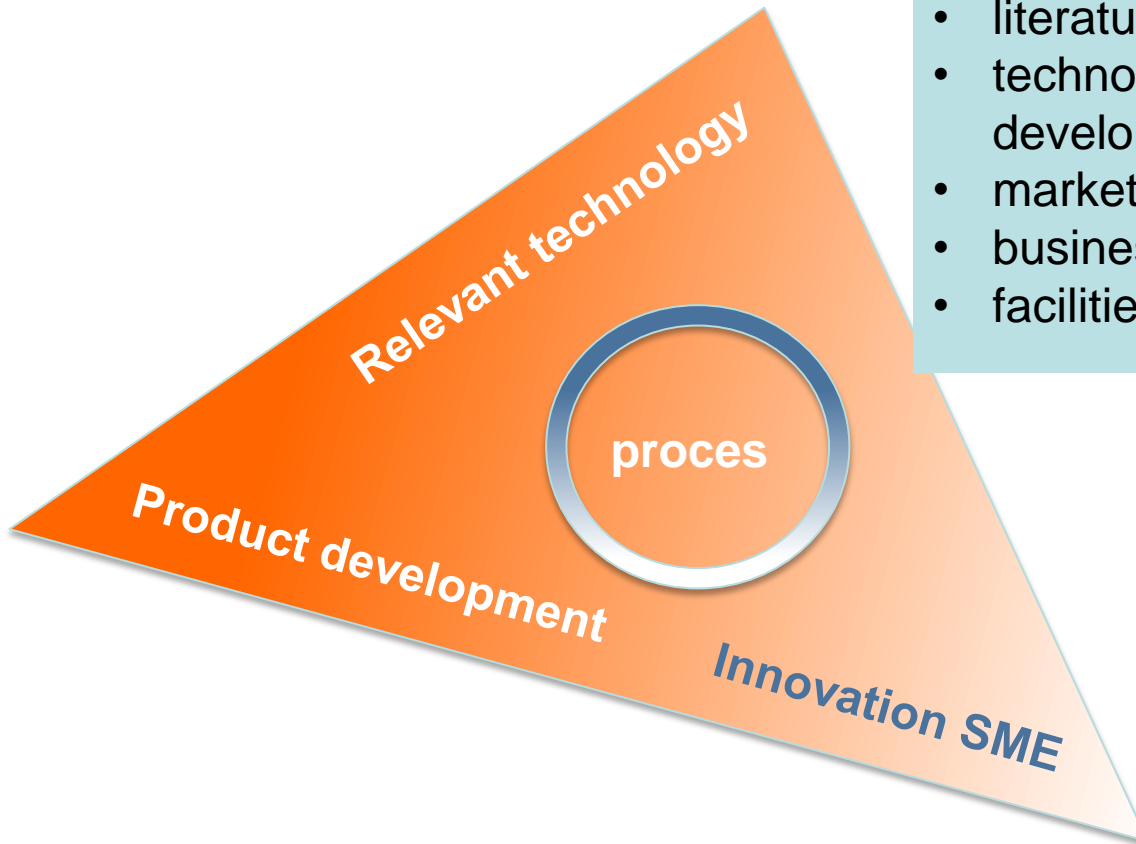 • literatu
• techno
develo
• market
• busines
• facilitie
Relevant technology
proces
Product development
Innovation SME